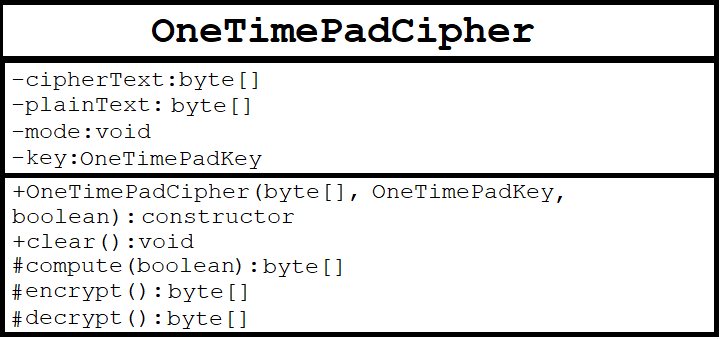 OneTimePadCipher
-cipherText:byte[]
-plainText: byte[]
-mode:void
-key:OneTimePadKey
+OneTimePadCipher(byte[], OneTimePadKey,
boolean):constructor
+clear():void
#compute(boolean):byte[]
#encrypt():byte[]
#decrypt():byte[]